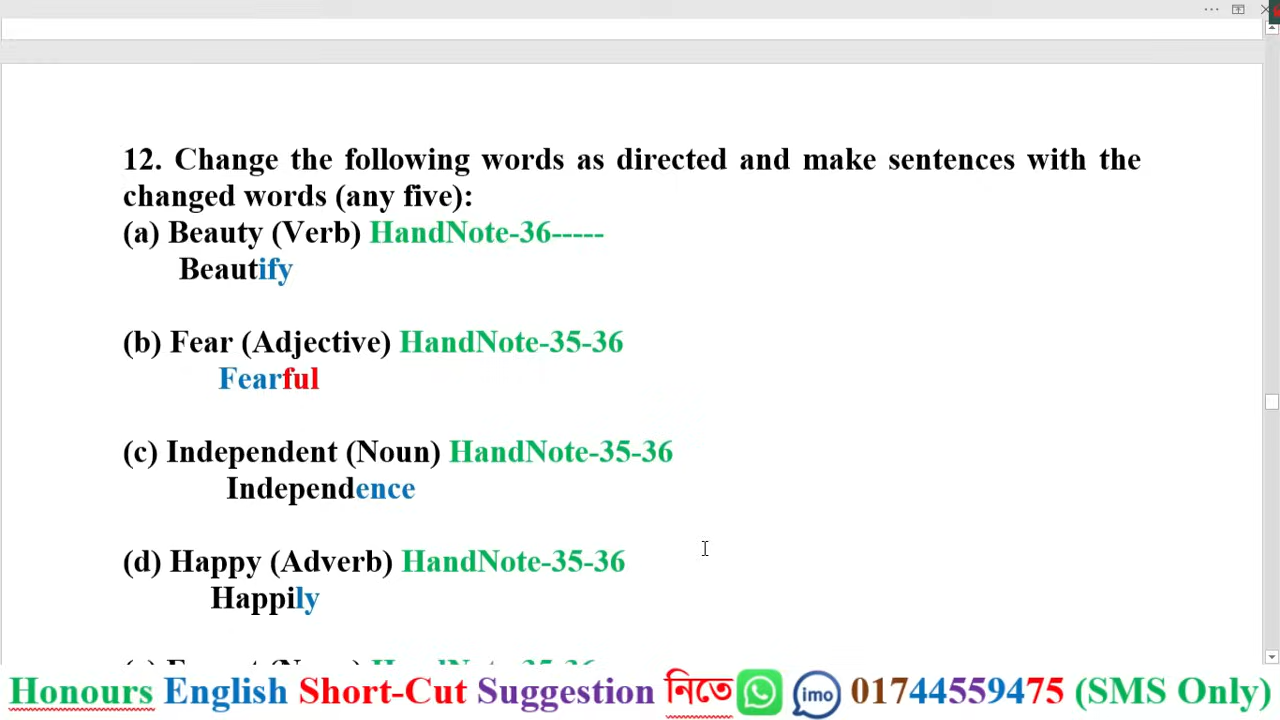 12. Change the following words as directed and make sentences with the
changed words (any five):
(a) Beauty (Verb) HandNote-36-----
Beautify
(b) Fear (Adjective) HandNote-35-36
Fearful
(c) Independent (Noun) HandNote-35-36
Independence
(d) Happy (Adverb) HandNote-35-36
Happily
Honours English Short-Cut Suggestion নিতে imo 01744559475 (SMS Only)